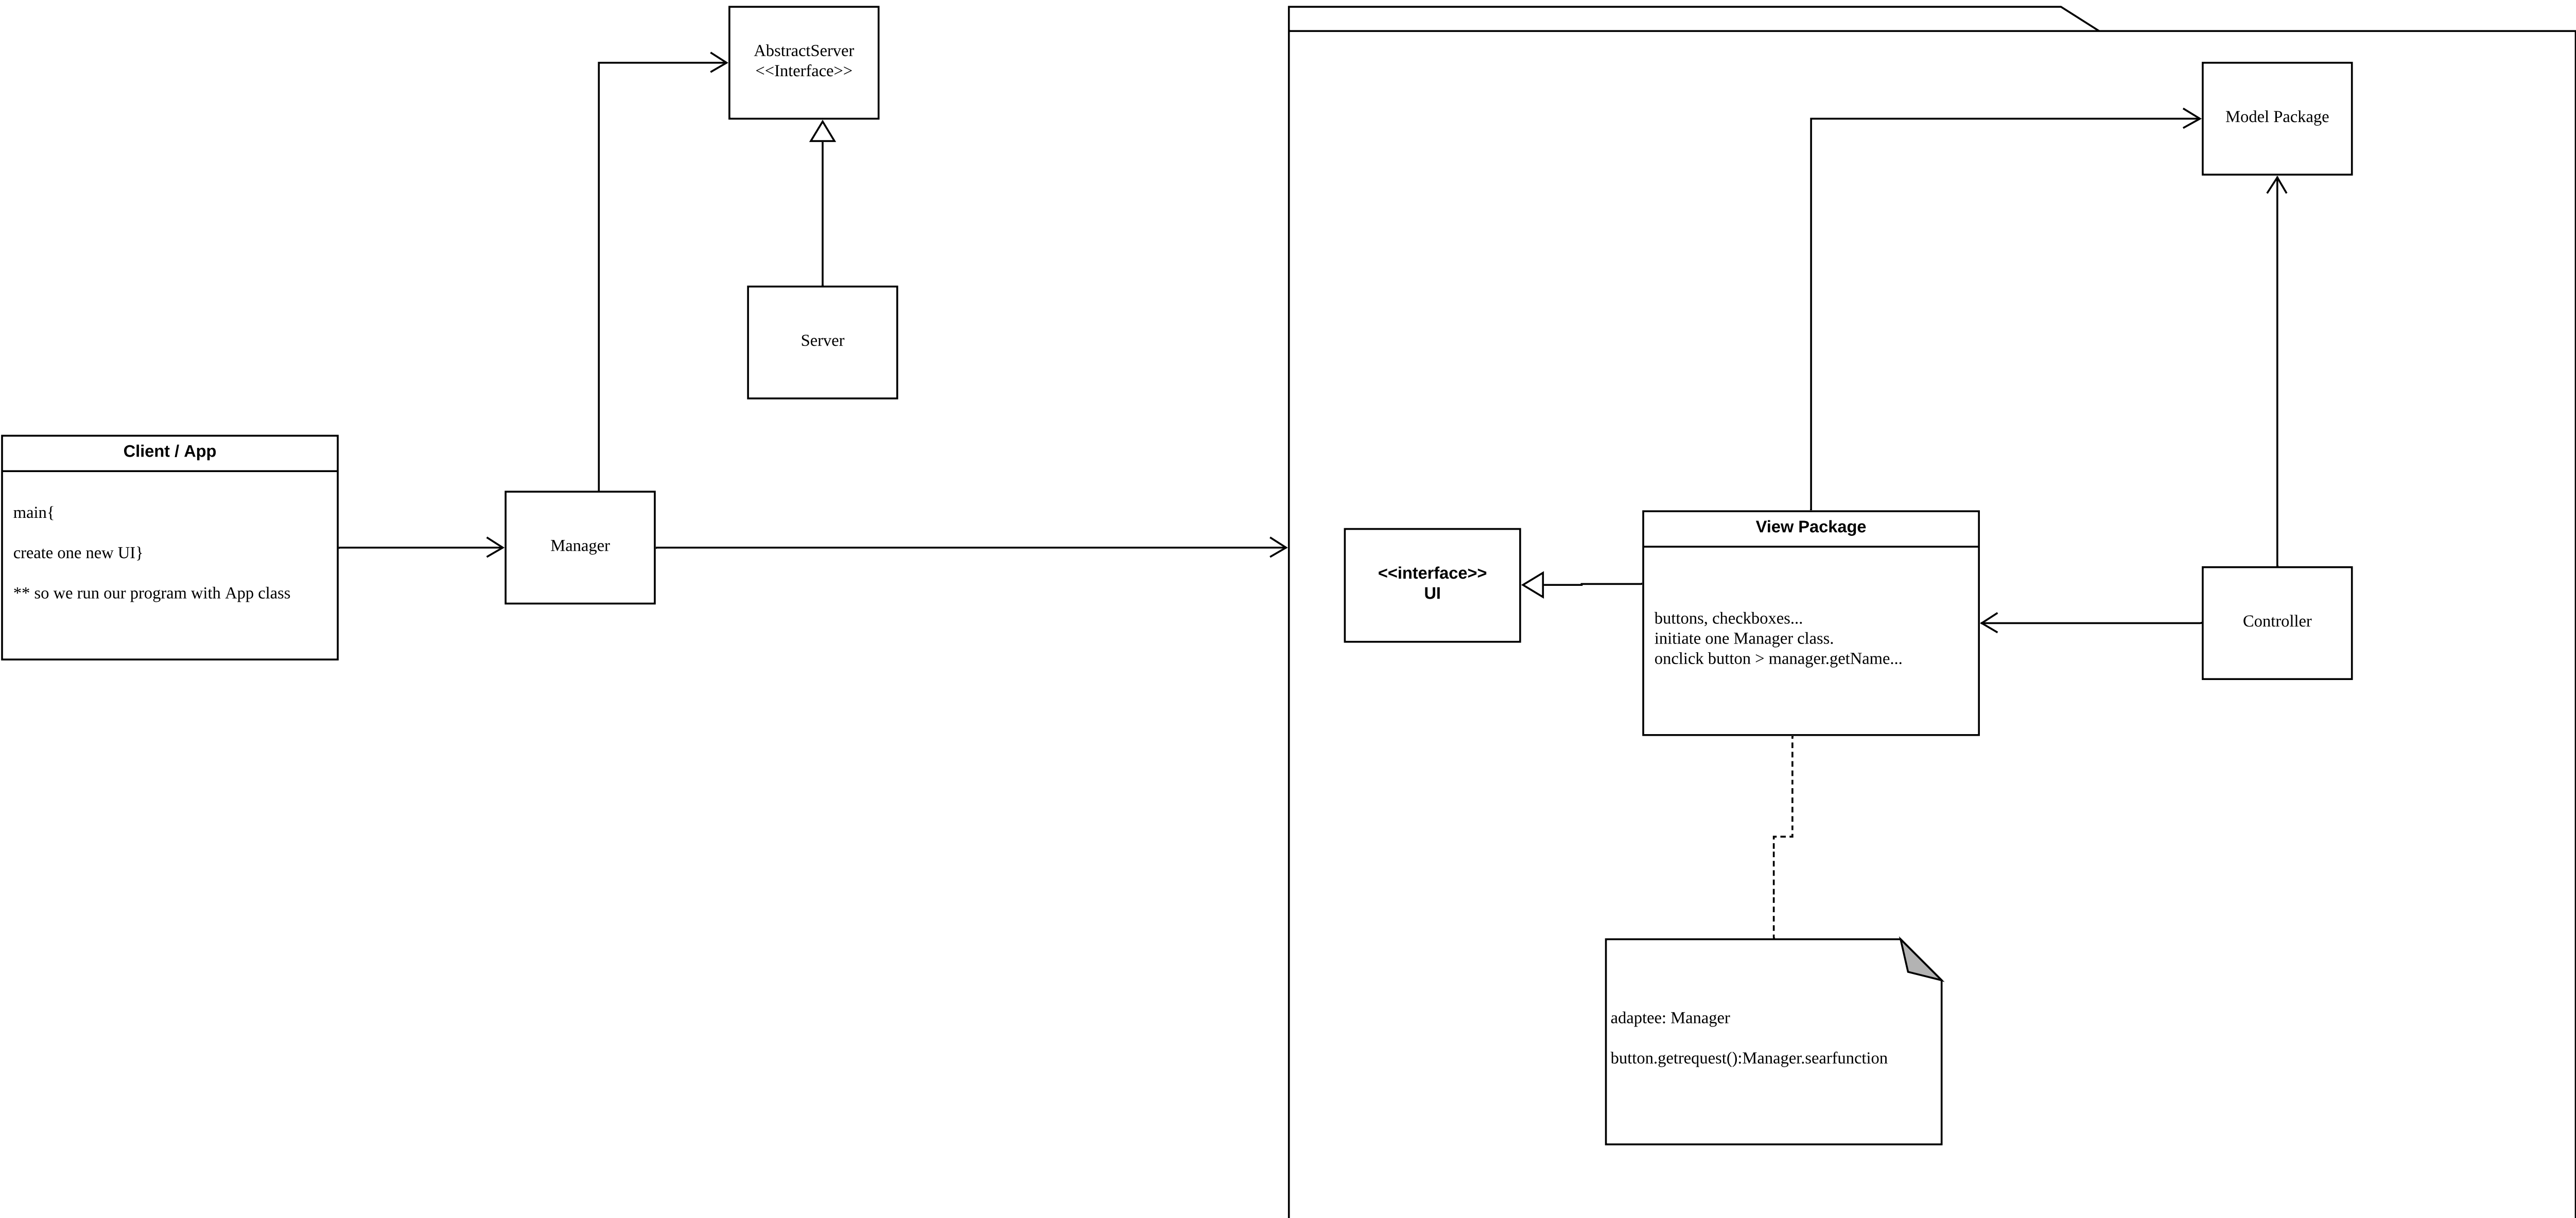 AbstractServer
<<Interface>>
Model Package
Server
Client / App
main{
create one new UI}
** so we run our program with App class
Manager
<<interface>>
UI
View Package
buttons, checkboxes...
initiate one Manager class.
onclick button > manager.getName...
Controller
adaptee: Manager
button.getrequest():Manager.searfunction